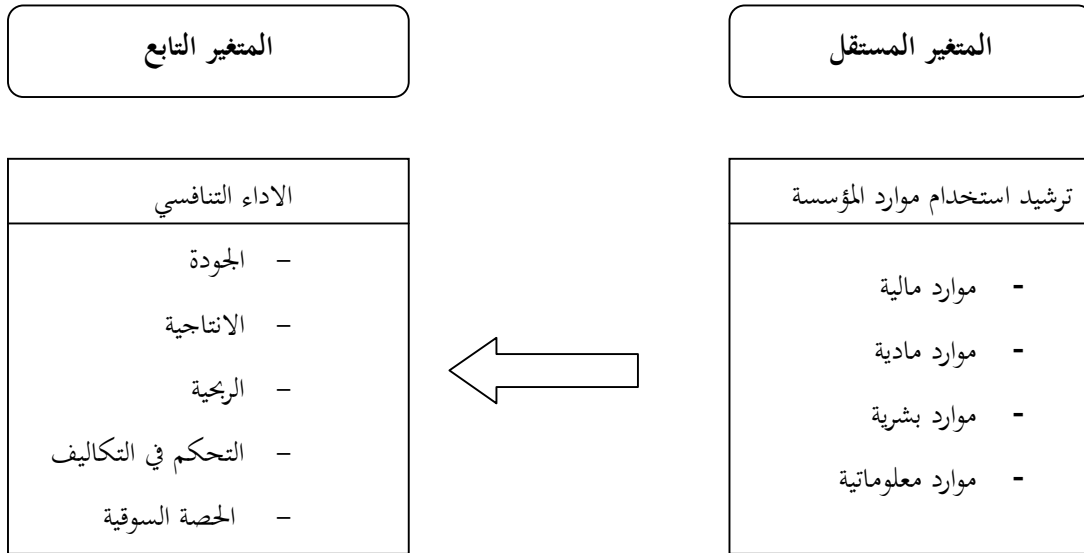 المتغير المستقل
المتغير التابع
ترشيد استخدام موارد المؤسسة
- موارد مالية
- موارد مادية
- موارد بشرية
- موارد معلوماتية
الاداء التنافسي
– الجودة
– الانتاجية
– الربحية
– التحكم في التكاليف
– الحصة السوقية